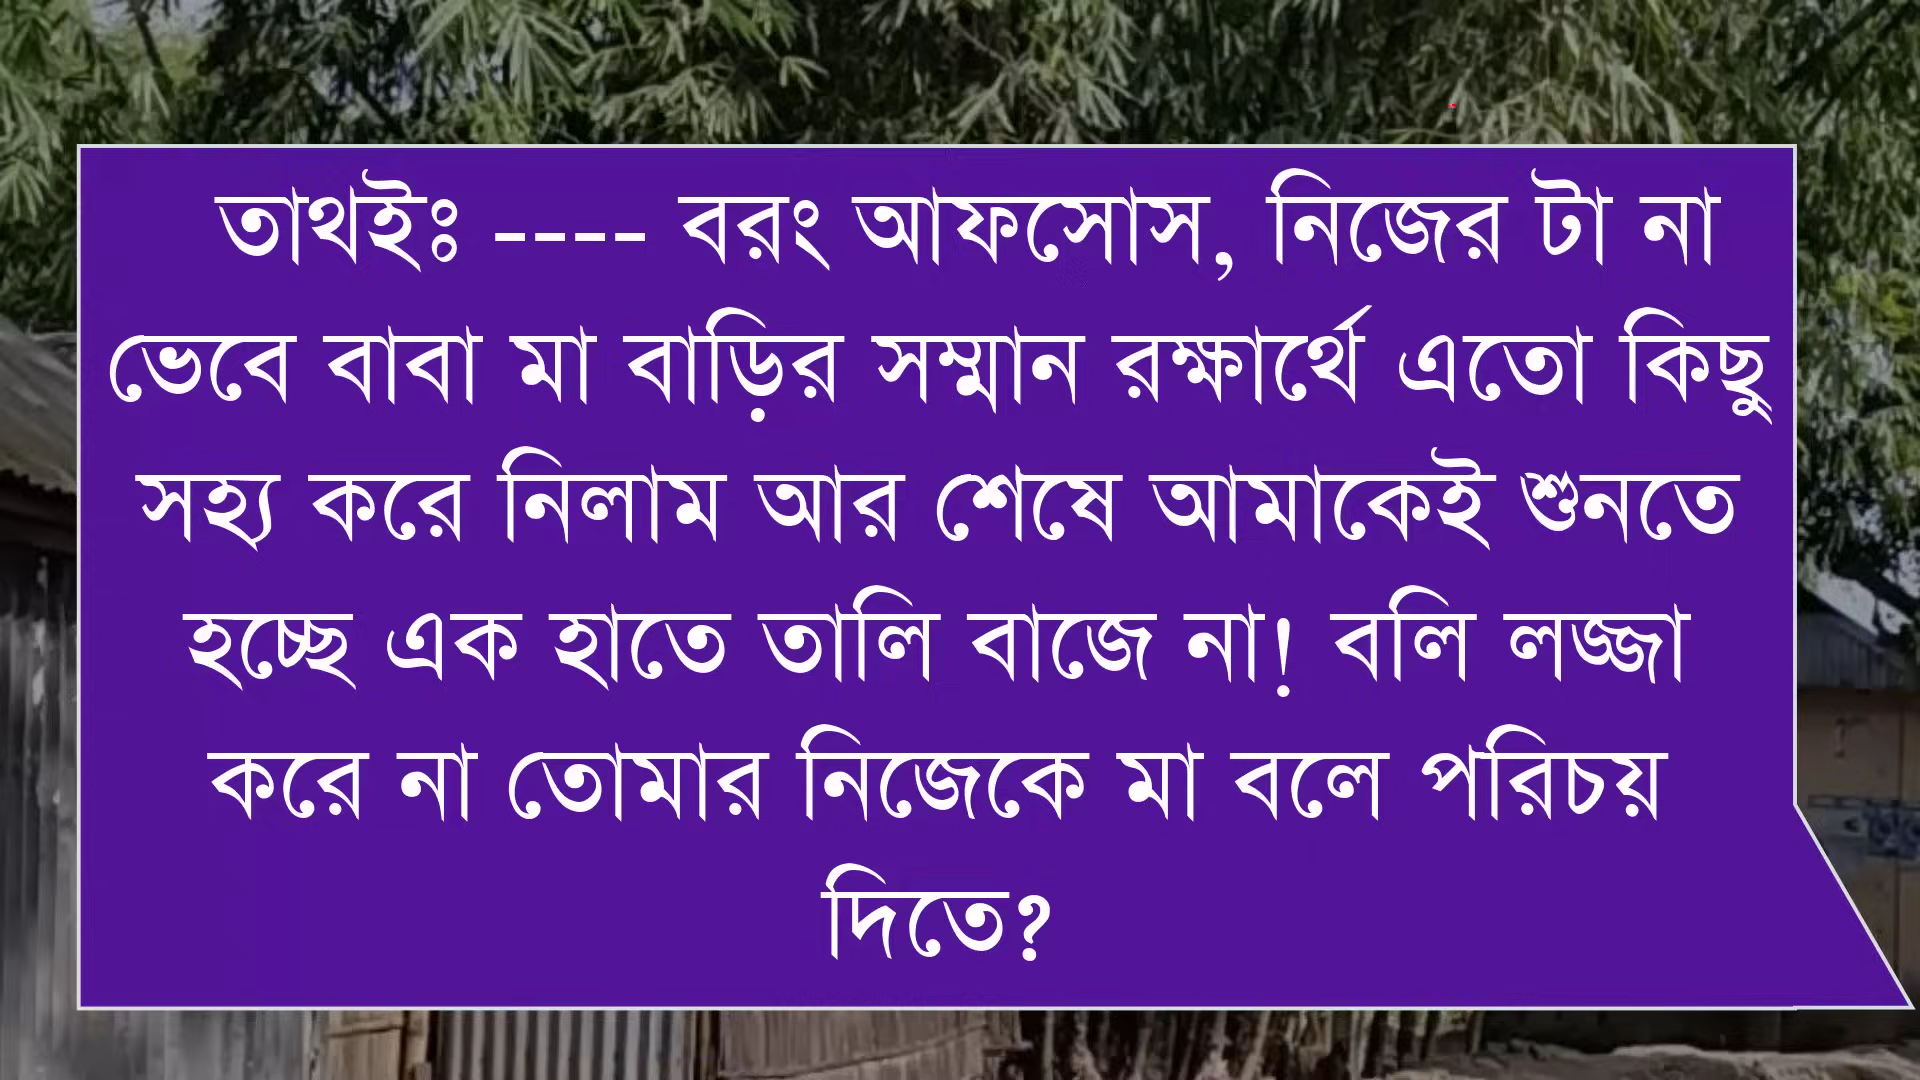 তাথইঃ ---- বরং আফসোস, নিজের টা না
ভেবে বাবা মা বাড়ির সম্মান রক্ষার্থে এতো কিছু
সহ্য করে নিলাম আর শেষে আমাকেই শুনতে
হচ্ছে এক হাতে তালি বাজে না! বলি লজ্জা
করে না তোমার নিজেকে মা বলে পরিচয়
দিতে?